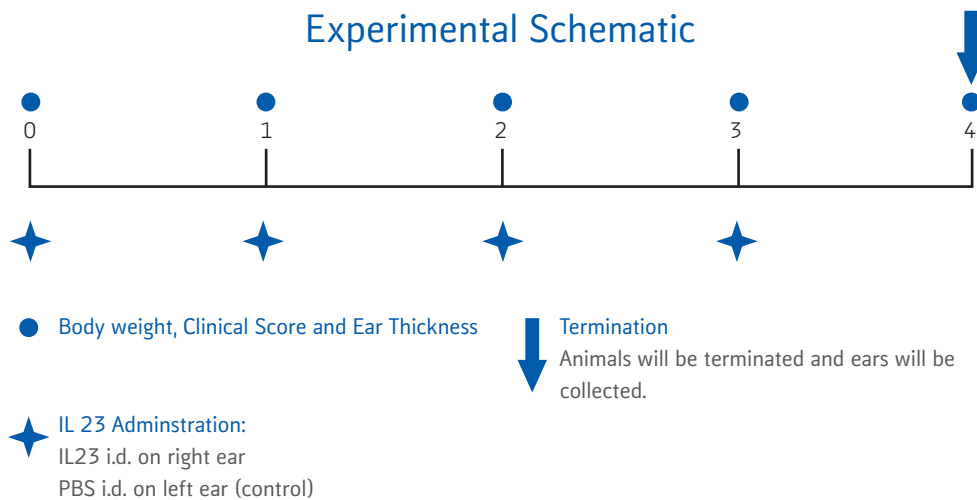 Experimental Schematic
0 1 2 3 4
Body weight, Clinical Score and Ear Thickness
Termination
Animals will be terminated and ears will be
collected.
IL 23 Adminstration:
IL23 i.d. on right ear
PBS i.d. on left ear (control)